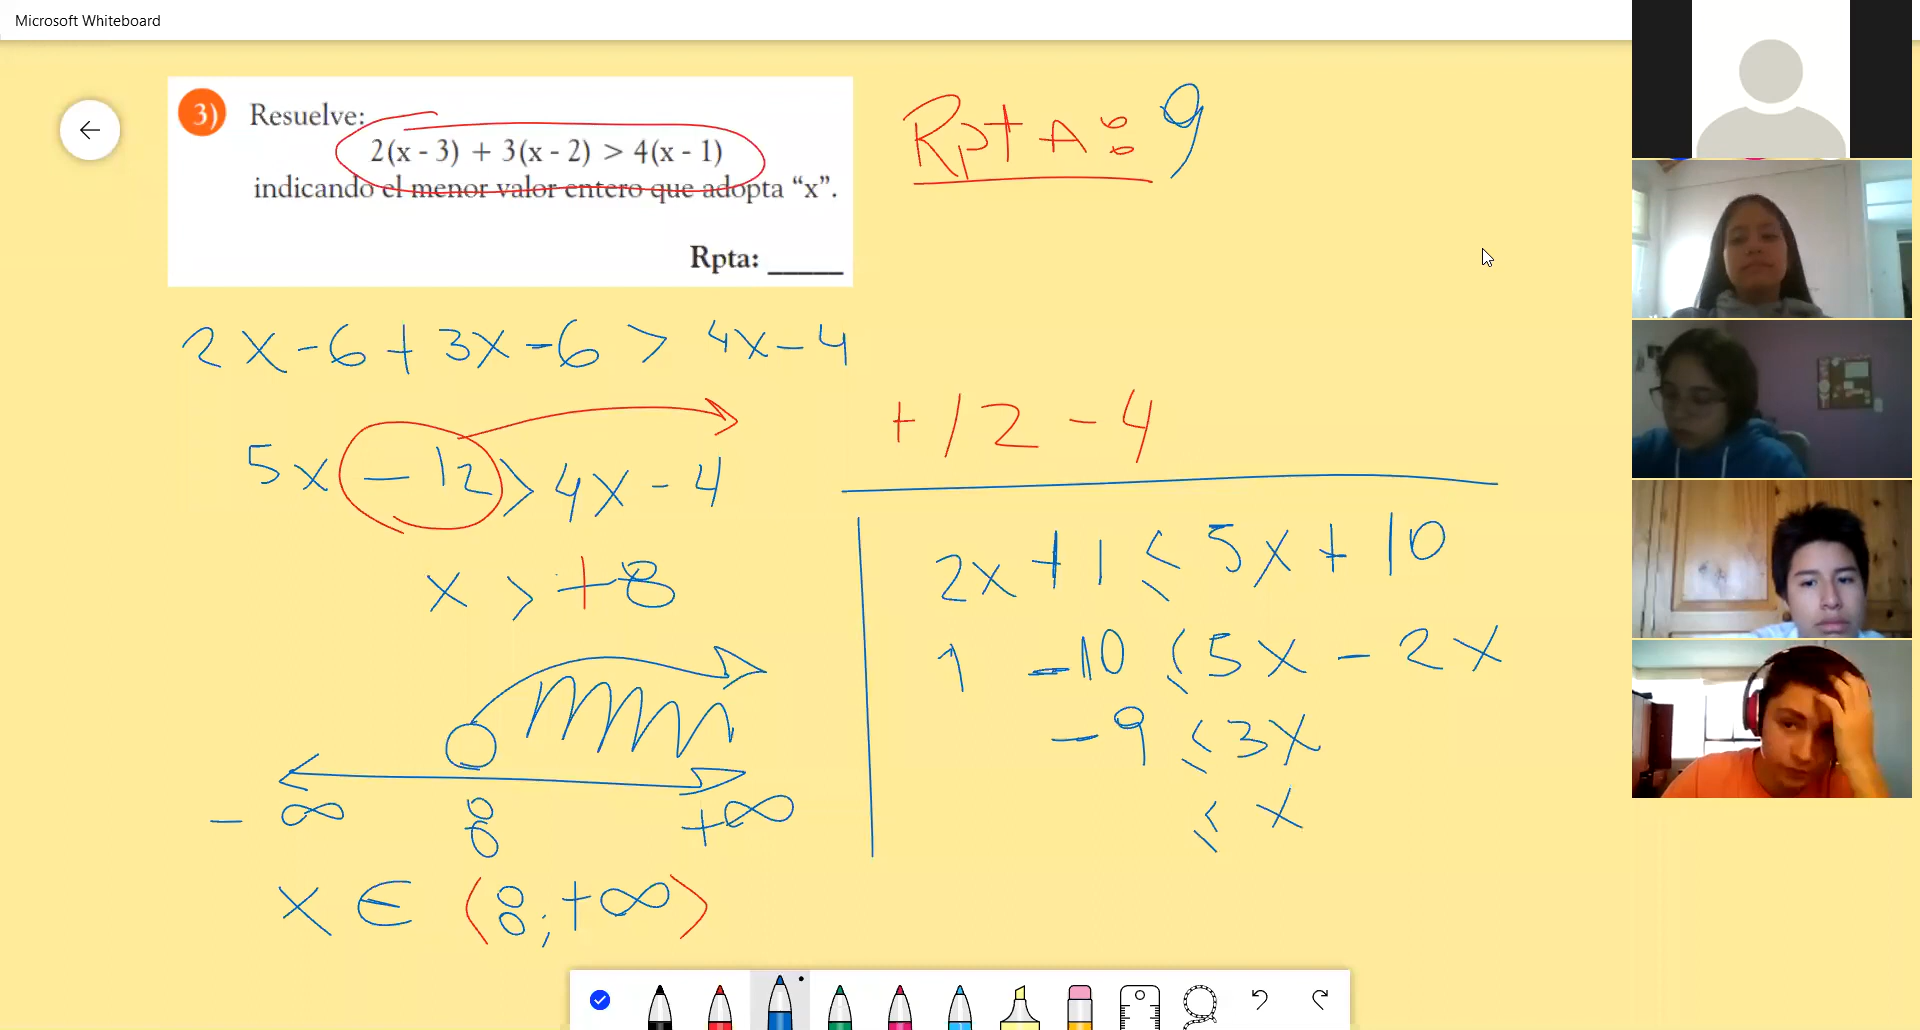 Microsoft Whiteboard
3) Resuelve:
2(x - 3) + 3(x - 2) > 4(x - 1)
indicando el menor valor entero que adopta “x”.
Rpta: _____
Rpta: 9
2x - 6 + 3x - 6 > 4x - 4
5x - 12 > 4x - 4
x > +8
- ∞ 8 +∞
x ∈ ⟨8; +∞⟩
+12 - 4
2x + 1 ≤ 5x + 10
1 - 10 ≤ 5x - 2x
- 9 ≤ 3x
≤ x